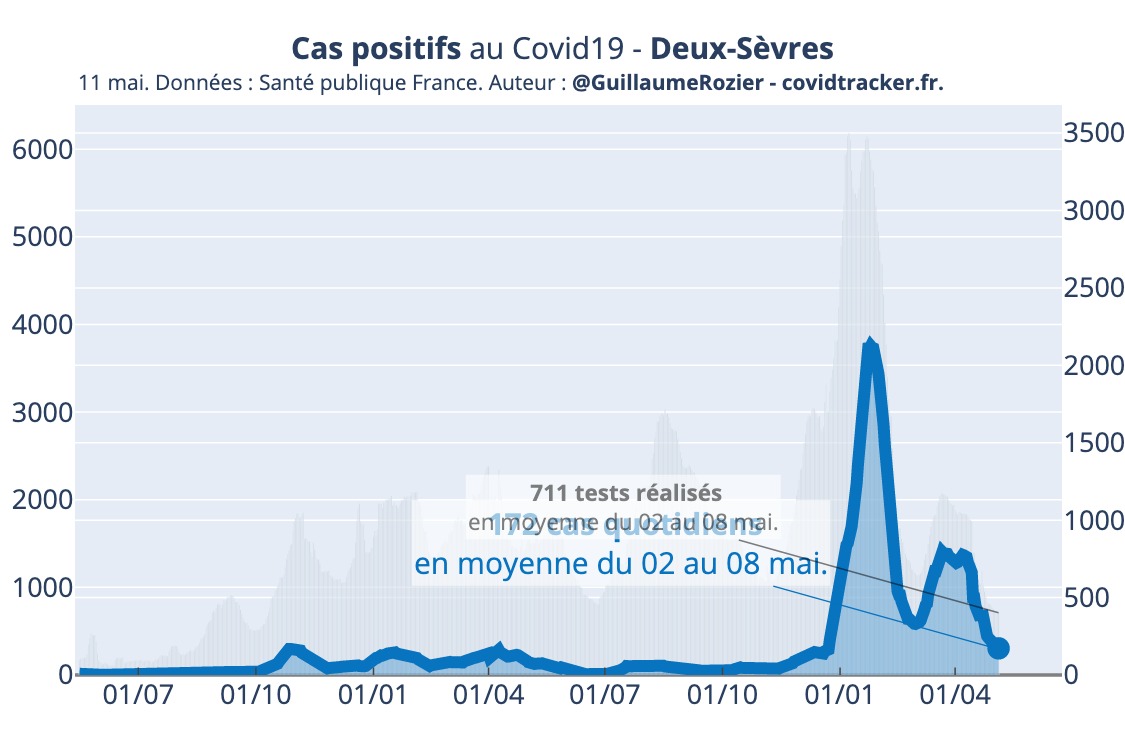 Cas positifs au Covid19 - Deux-Sèvres
11 mai. Données : Santé publique France. Auteur : @GuillaumeRozier - covidtracker.fr.
6000
5000
4000
3000
2000
1000
0
3500
3000
2500
2000
1500
1000
500
0
711 tests réalisés
en moyenne du 02 au 08 mai.
172 cas quotidiens
en moyenne du 02 au 08 mai.
01/07 01/10 01/01 01/04 01/07 01/10 01/01 01/04